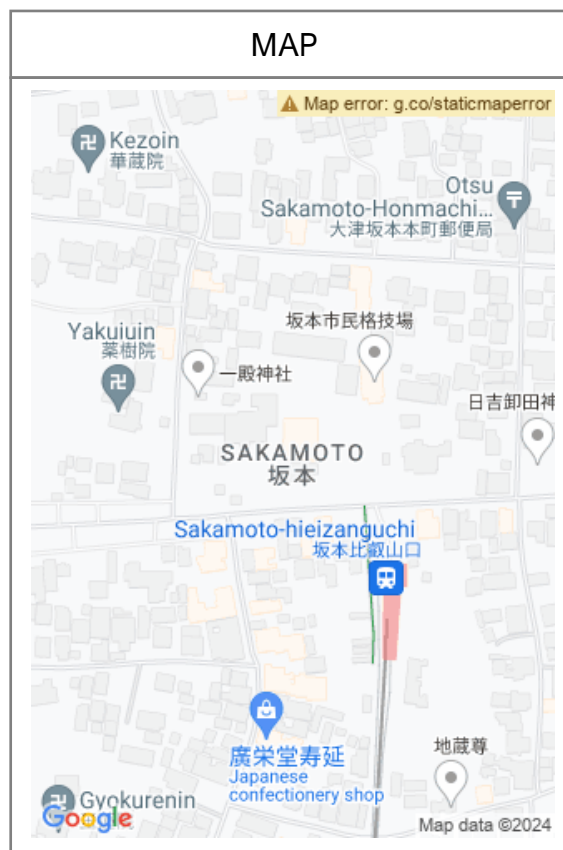 MAP
Map error: g.co/staticmaperror
Kezoin
華蔵院
Otsu
Sakamoto-Honmachi...
大津坂本本町郵便局
坂本市民格技場
Yakuiuin
薬樹院
一殿神社
日吉卸田神
SAKAMOTO
坂本
Sakamoto-hieizanguchi
坂本比叡山口
廣栄堂寿延
Japanese
confectionery shop
地蔵尊
Gyokurenin
Google
Map data ©2024